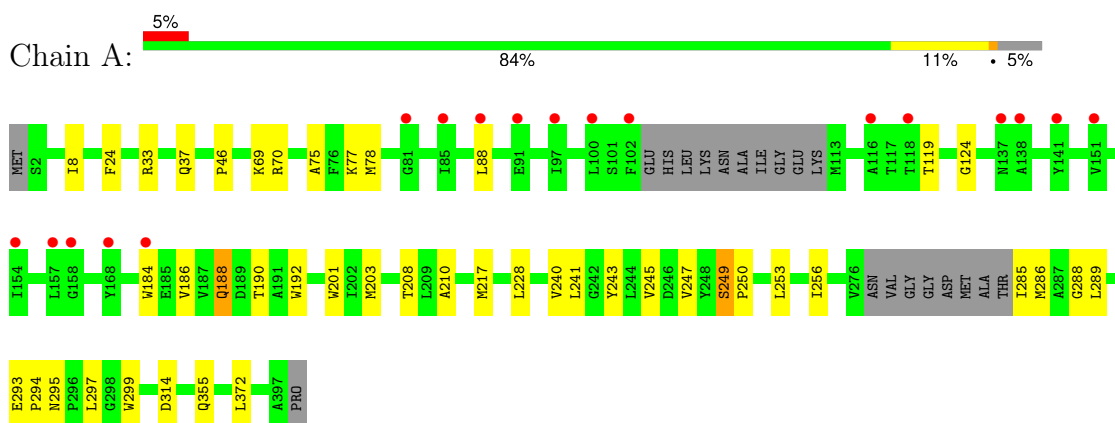 5%
Chain A:
84% 11% • 5%
MET S2 I8 F24 R33 Q37 P46 K69 R70 A75 F76 K77 M78 G81 I85 L88 E91 I97 L100 S101 F102 GLU HIS LEU LYS ASN ALA ILE GLY GLU LYS M113 A116 T117 T118 T119 G124 N137 A138 Y141 V151
I154 L157 G158 Y168 W184 E185 V186 V187 Q188 D189 T190 A191 W192 W201 I202 M203 T208 L209 A210 M217 L228 V240 L241 G242 Y243 L244 V245 D246 V247 Y248 S249 P250 L253 I256 V276 ASN VAL GLY GLY ASP MET ALA THR I285 M286 A287 G288 L289
E293 P294 N295 P296 L297 G298 W299 D314 Q355 L372 A397 PRO